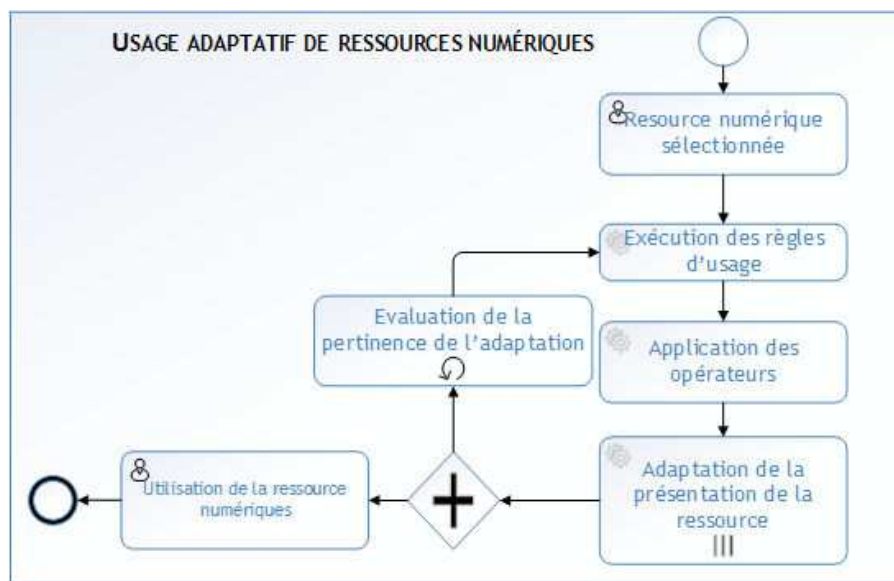 USAGE ADAPTATIF DE RESSOURCES NUMÉRIQUES
Resource numérique
sélectionnée
Exécution des règles
d'usage
Evaluation de la
pertinence de l'adaptation
Application des
opérateurs
Adaptation de la
présentation de la
ressource
Utilisation de la ressource
numériques